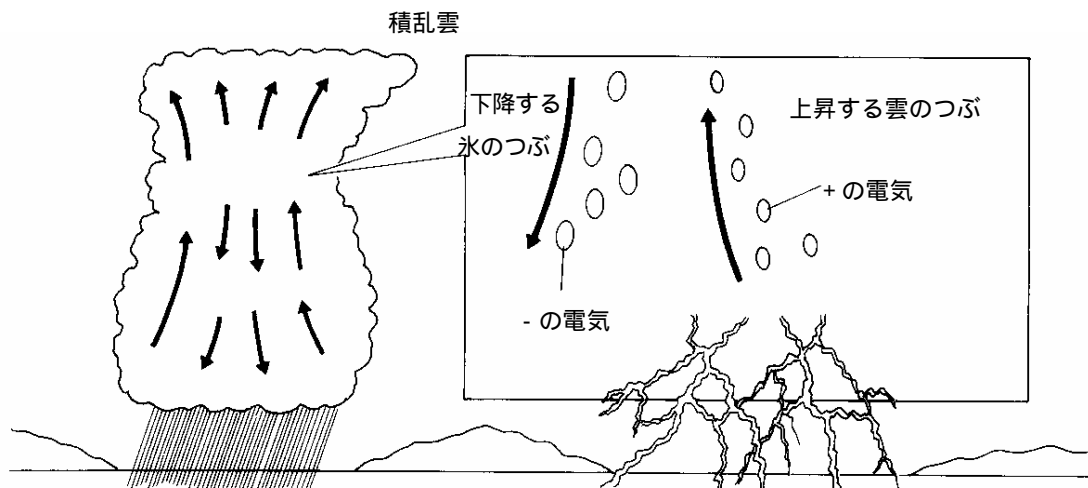 積乱雲
下降する
氷のつぶ
上昇する雲のつぶ
+ の電気
- の電気